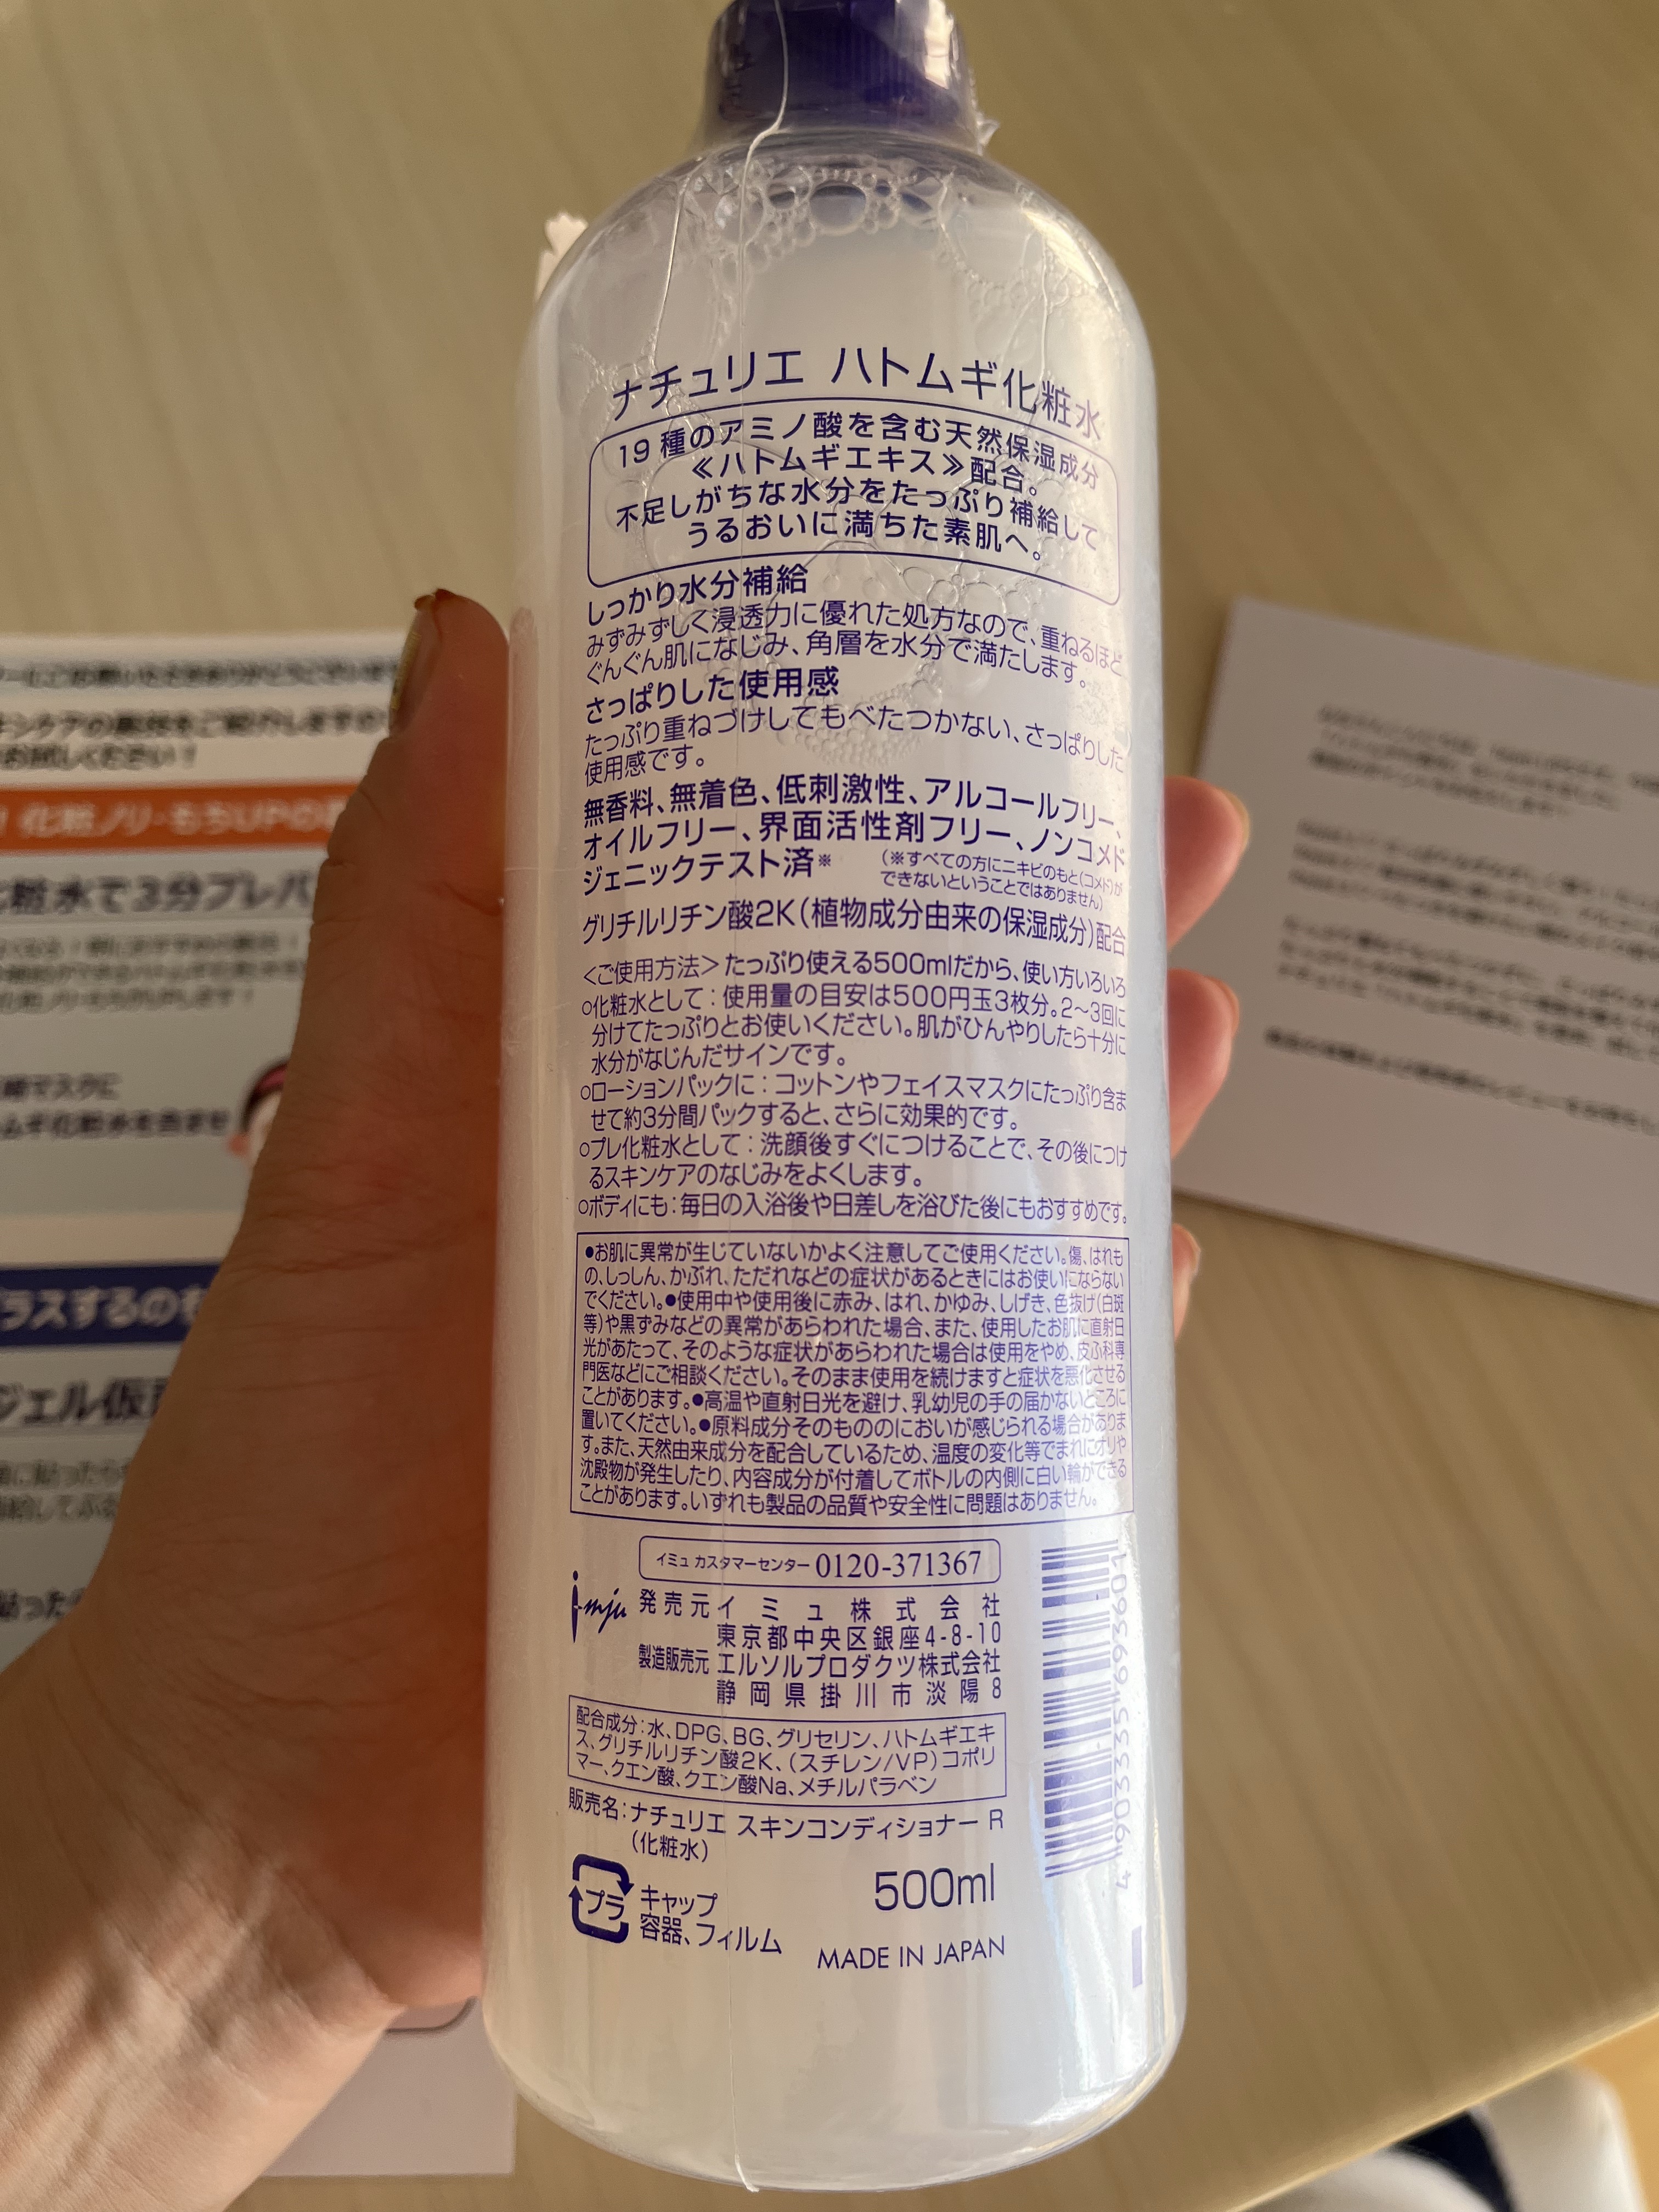 ナチュリエ ハトムギ化粧水
19種のアミノ酸を含む天然保湿成分
≪ハトムギエキス≫配合。
不足しがちな水分をたっぷり補給して
うるおいに満ちた素肌へ。
しっかり水分補給
みずみずしく浸透力に優れた処方なので、重ねるほど
ぐんぐん肌になじみ、角層を水分で満たします。
さっぱりした使用感
たっぷり重ねづけしてもべたつかない、さっぱりした
使用感です。
無香料、無着色、低刺激性、アルコールフリー、
オイルフリー、界面活性剤フリー、ノンコメド
ジェニックテスト済※
(※すべての方にニキビのもと(コメド)が
できないということではありません)
グリチルリチン酸2K(植物成分由来の保湿成分)配合
<ご使用方法>たっぷり使える500mlだから、使い方いろいろ
○化粧水として:使用量の目安は500円玉3枚分。2〜3回に
分けてたっぷりとお使いください。肌がひんやりしたら十分に
水分がなじんだサインです。
○ローションパックに:コットンやフェイスマスクにたっぷり含ま
せて約3分間パックすると、さらに効果的です。
○プレ化粧水として:洗顔後すぐにつけることで、その後につけ
るスキンケアのなじみをよくします。
○ボディにも:毎日の入浴後や日差しを浴びた後にもおすすめです。
●お肌に異常が生じていないかよく注意してご使用ください。傷、はれも
の、しっしん、かぶれ、ただれなどの症状があるときにはお使いにならない
でください。●使用中や使用後に赤み、はれ、かゆみ、しげき、色抜け(白斑
等)や黒ずみなどの異常があらわれた場合、また、使用したお肌に直射日
光があたって、そのような症状があらわれた場合は使用をやめ、皮ふ科専
門医などにご相談ください。そのまま使用を続けますと症状を悪化させる
ことがあります。●高温や直射日光を避け、乳幼児の手の届かないところに
置いてください。●原料成分そのもののにおいが感じられる場合がありま
す。また、天然由来成分を配合しているため、温度の変化等でまれにオリや
沈殿物が発生したり、内容成分が付着してボトルの内側に白い輪ができる
ことがあります。いずれも製品の品質や安全性に問題はありません。
イミュ カスタマーセンター 0120-371367
i-mju
発売元 イミュ株式会社
東京都中央区銀座4-8-10
製造販売元 エルソルプロダクツ株式会社
静岡県掛川市淡陽8
配合成分:水、DPG、BG、グリセリン、ハトムギエキ
ス、グリチルリチン酸2K、(スチレン/VP)コポリ
マー、クエン酸、クエン酸Na、メチルパラベン
販売名:ナチュリエ スキンコンディショナー R
(化粧水)
プラ
キャップ
容器、フィルム
500ml
MADE IN JAPAN
4 903335 693601
化粧水で3分プレパ
ラスするのも
ジェル仮